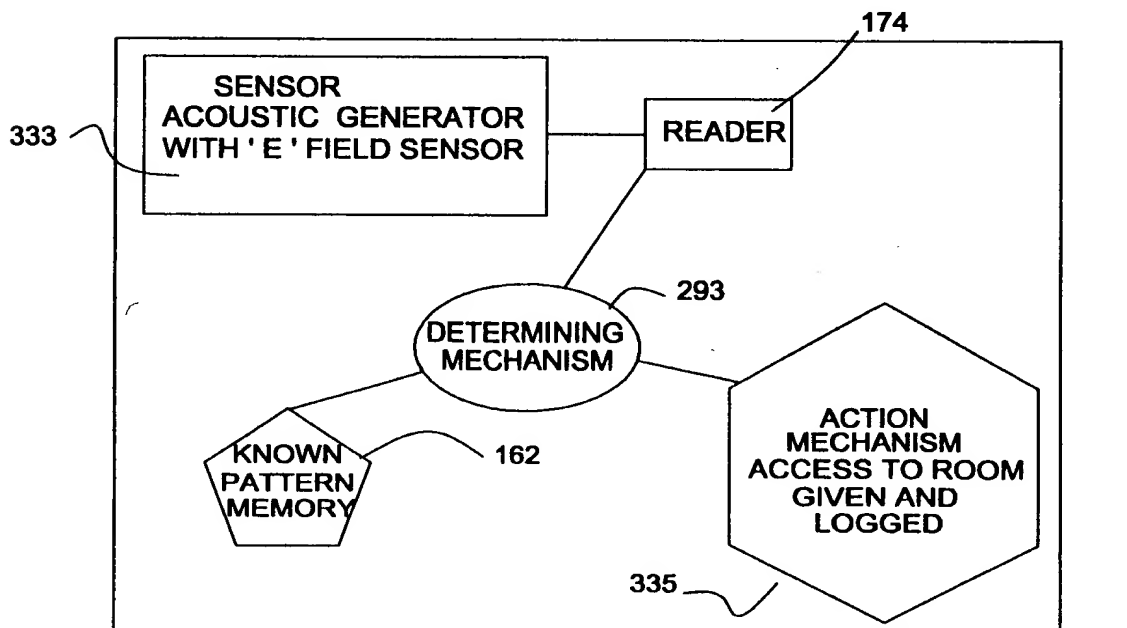 174
SENSOR
ACOUSTIC GENERATOR
WITH ' E ' FIELD SENSOR
333
READER
293
DETERMINING
MECHANISM
KNOWN
PATTERN
MEMORY
162
ACTION
MECHANISM
ACCESS TO ROOM
GIVEN AND
LOGGED
335